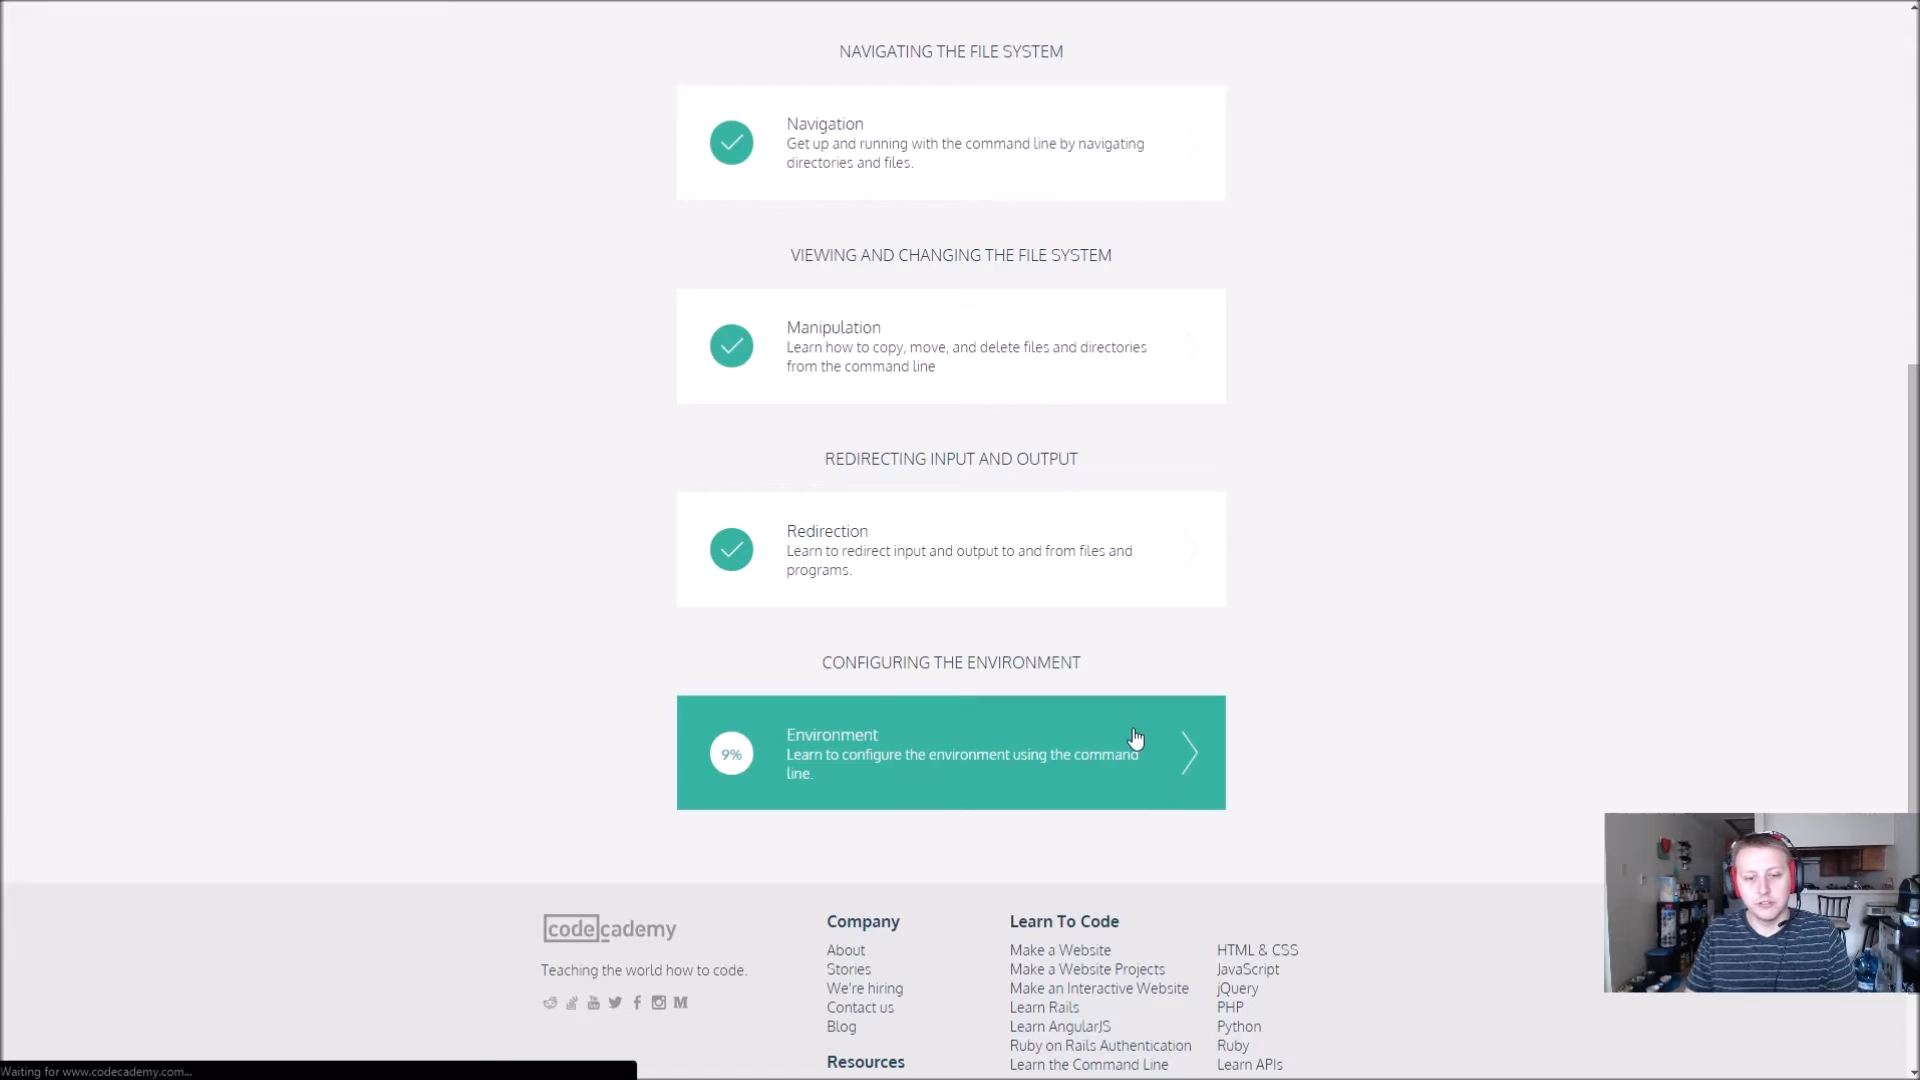 NAVIGATING THE FILE SYSTEM
Navigation
Get up and running with the command line by navigating
directories and files.
VIEWING AND CHANGING THE FILE SYSTEM
Manipulation
Learn how to copy, move, and delete files and directories
from the command line
REDIRECTING INPUT AND OUTPUT
Redirection
Learn to redirect input and output to and from files and
programs.
CONFIGURING THE ENVIRONMENT
9%
Environment
Learn to configure the environment using the command
line.
codecademy
Teaching the world how to code.
Company
About
Stories
We're hiring
Contact us
Blog
Resources
Learn To Code
Make a Website
Make a Website Projects
Make an Interactive Website
Learn Rails
Learn AngularJS
Ruby on Rails Authentication
Learn the Command Line
HTML & CSS
JavaScript
jQuery
PHP
Python
Ruby
Learn APIs
Waiting for www.codecademy.com...